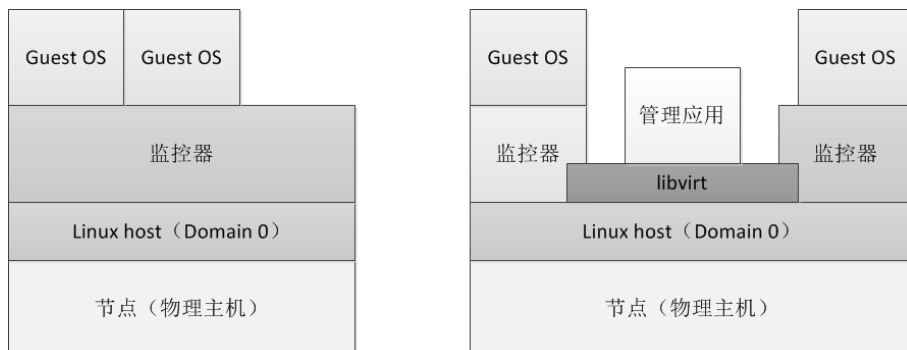 Guest OS
Guest OS
监控器
Linux host（Domain 0）
节点（物理主机）
Guest OS
Guest OS
管理应用
监控器
监控器
libvirt
Linux host（Domain 0）
节点（物理主机）